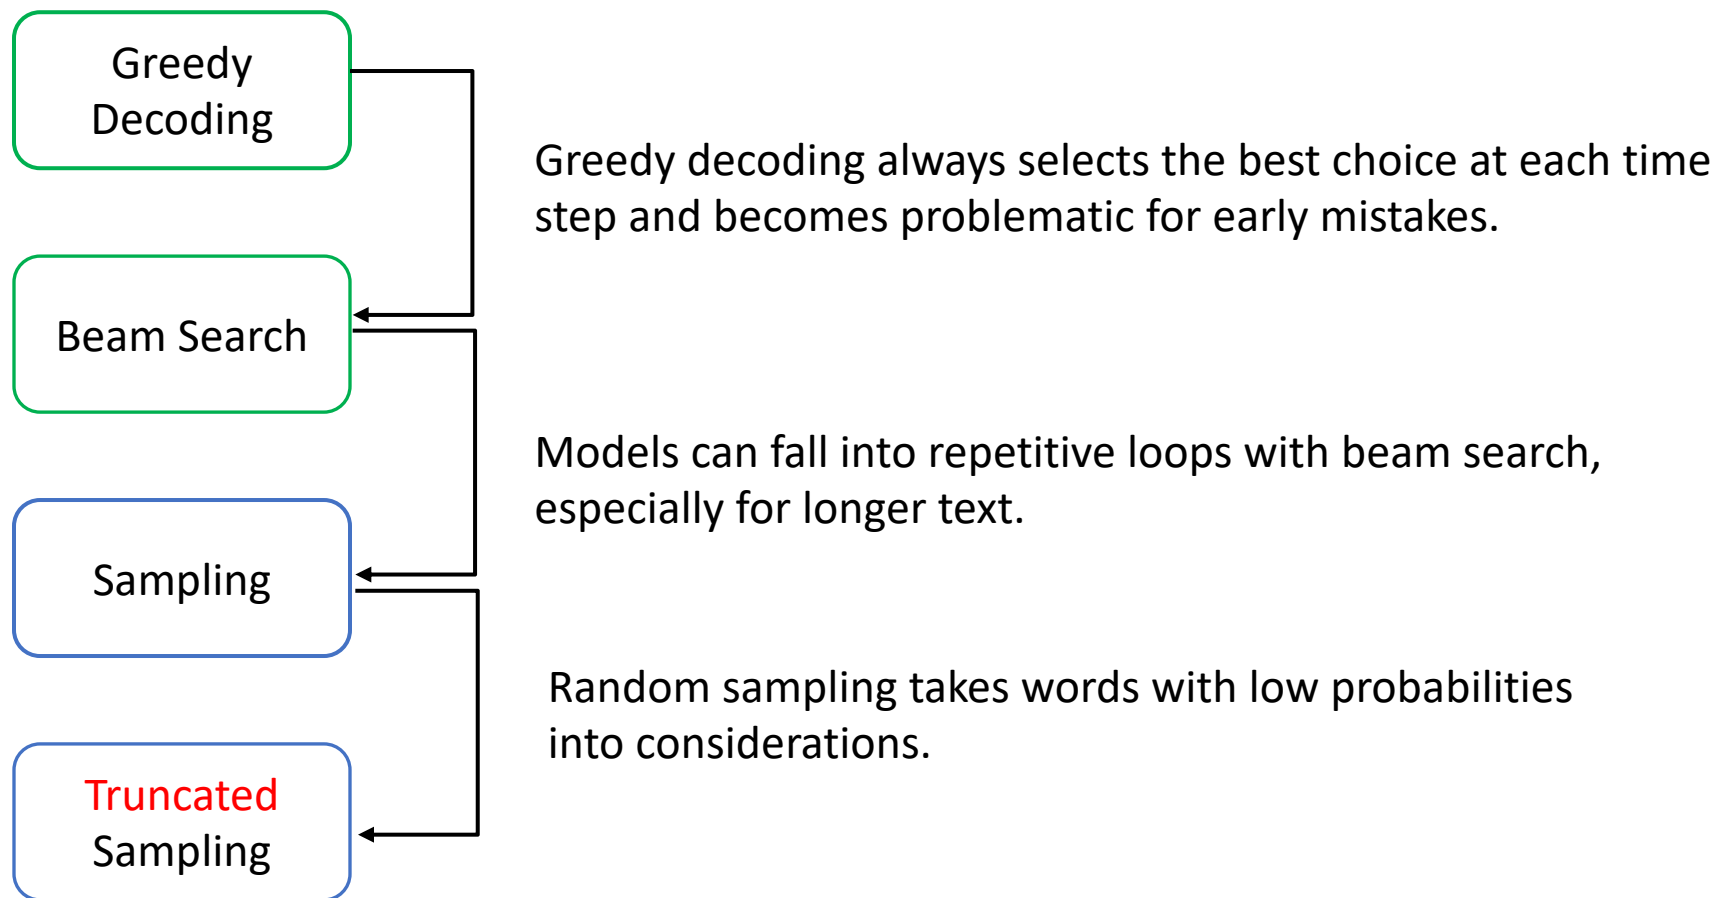 Greedy
Decoding
Greedy decoding always selects the best choice at each time
step and becomes problematic for early mistakes.
Beam Search
Models can fall into repetitive loops with beam search,
especially for longer text.
Sampling
Random sampling takes words with low probabilities
into considerations.
Truncated
Sampling